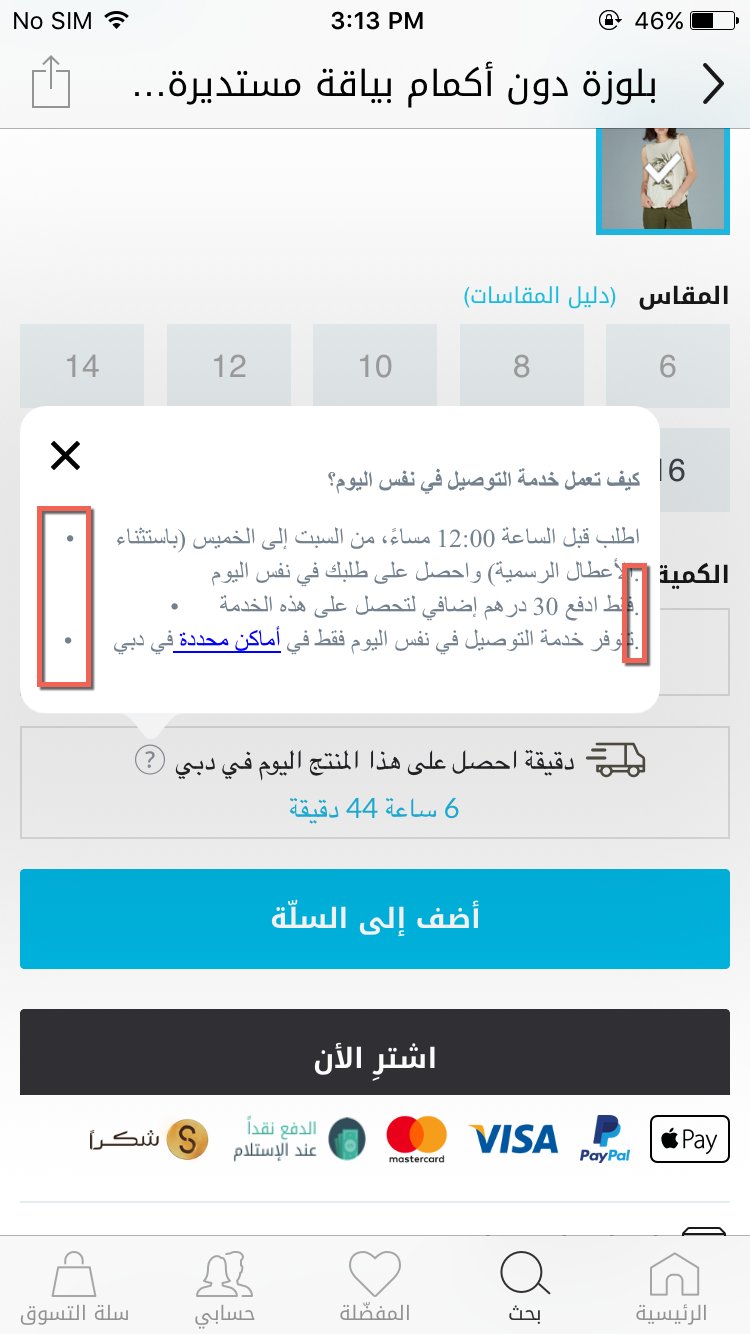 No SIM 3:13 PM 46%
بلوزة دون أكمام بياقة مستديرة...
المقاس (دليل المقاسات)
6 8 10 12 14
16
كيف تعمل خدمة التوصيل في نفس اليوم؟
• اطلب قبل الساعة 12:00 مساءً، من السبت إلى الخميس (باستثناء
الأعطال الرسمية) واحصل على طلبك في نفس اليوم.
• فقط ادفع 30 درهم إضافي لتحصل على هذه الخدمة.
• تتوفر خدمة التوصيل في نفس اليوم فقط في أماكن محددة في دبي.
الكمية
دقيقة احصل على هذا المنتج اليوم في دبي ?
6 ساعة 44 دقيقة
أضف إلى السلّة
اشترِ الأن
Pay PayPal VISA mastercard الدفع نقداً عند الإستلام S شكراً
الرئيسية بحث المفضّلة حسابي سلة التسوق